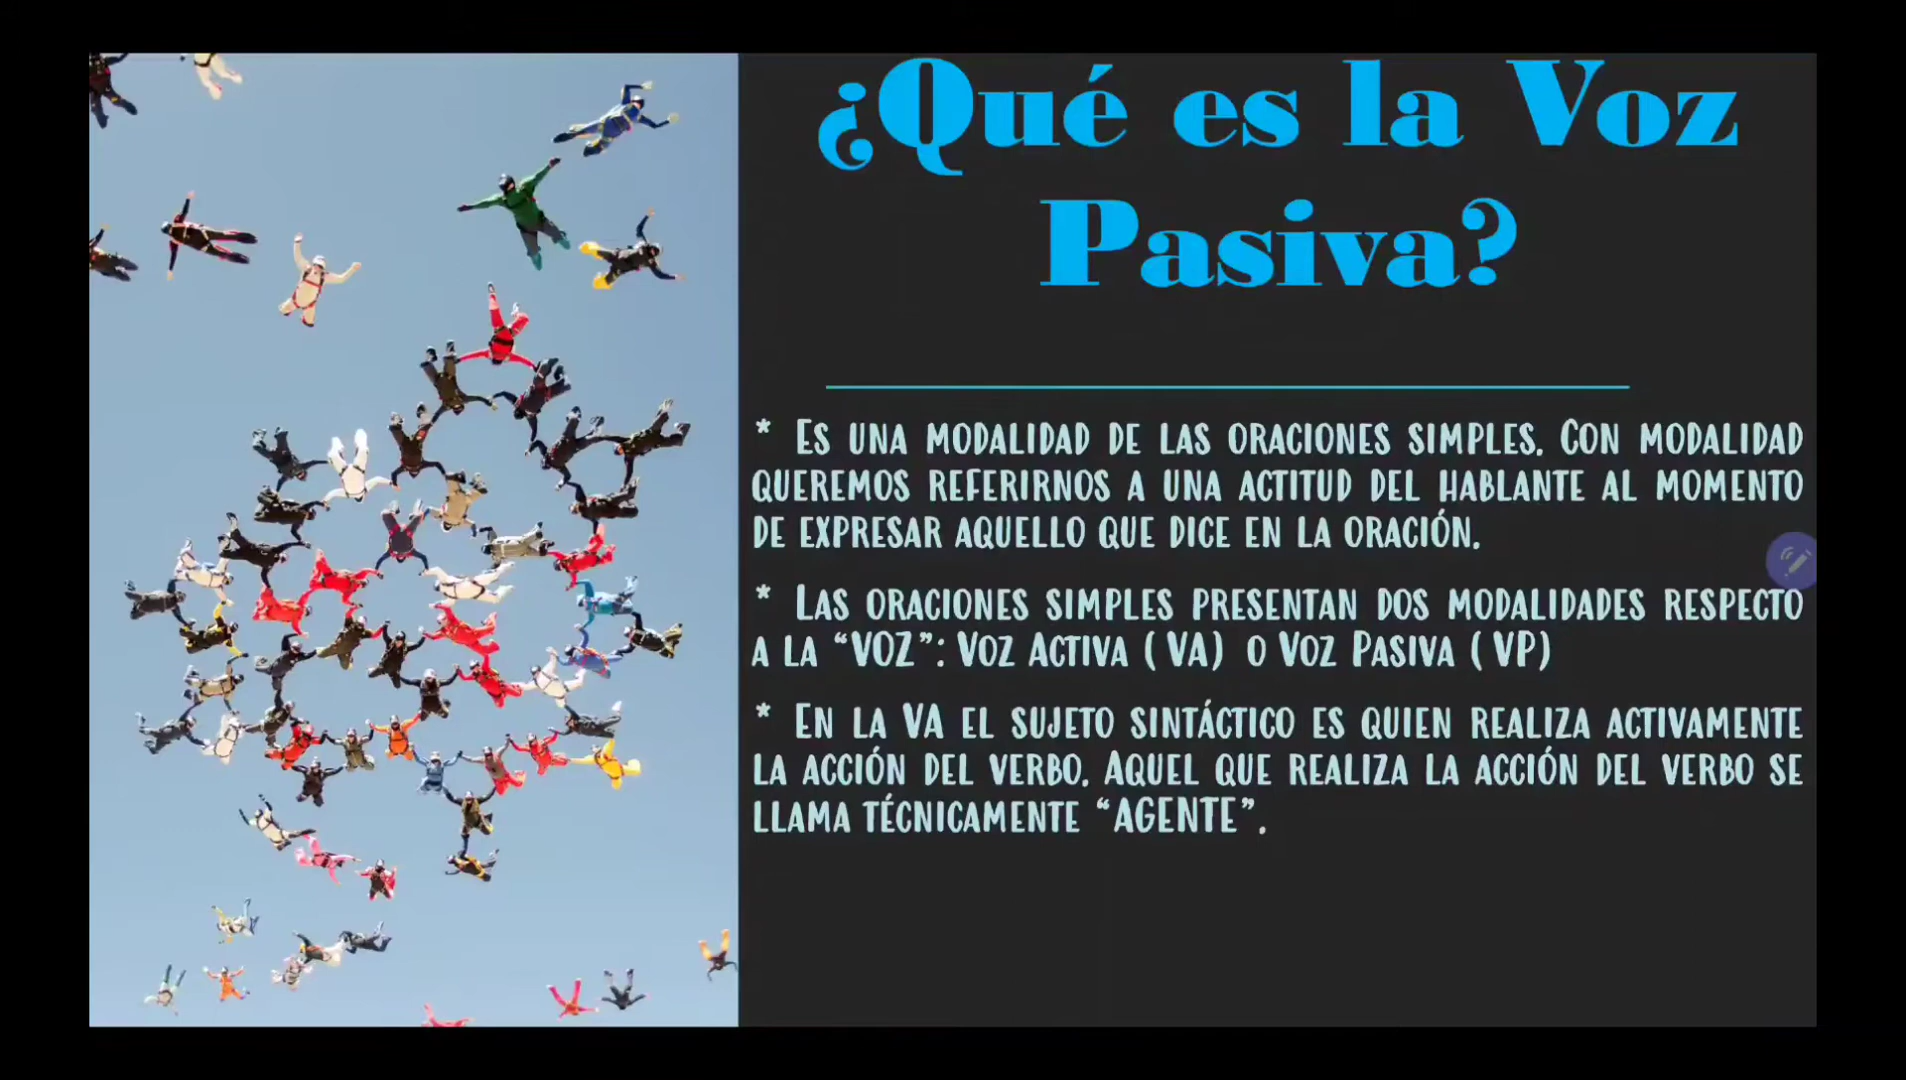 ¿Qué es la Voz
Pasiva?
* Es una modalidad de las oraciones simples. Con modalidad
queremos referirnos a una actitud del hablante al momento
de expresar aquello que dice en la oración.
* Las oraciones simples presentan dos modalidades respecto
a la “VOZ”: Voz Activa ( VA) o Voz Pasiva ( VP)
* En la VA el sujeto sintáctico es quien realiza activamente
la acción del verbo. Aquel que realiza la acción del verbo se
llama técnicamente “AGENTE”.